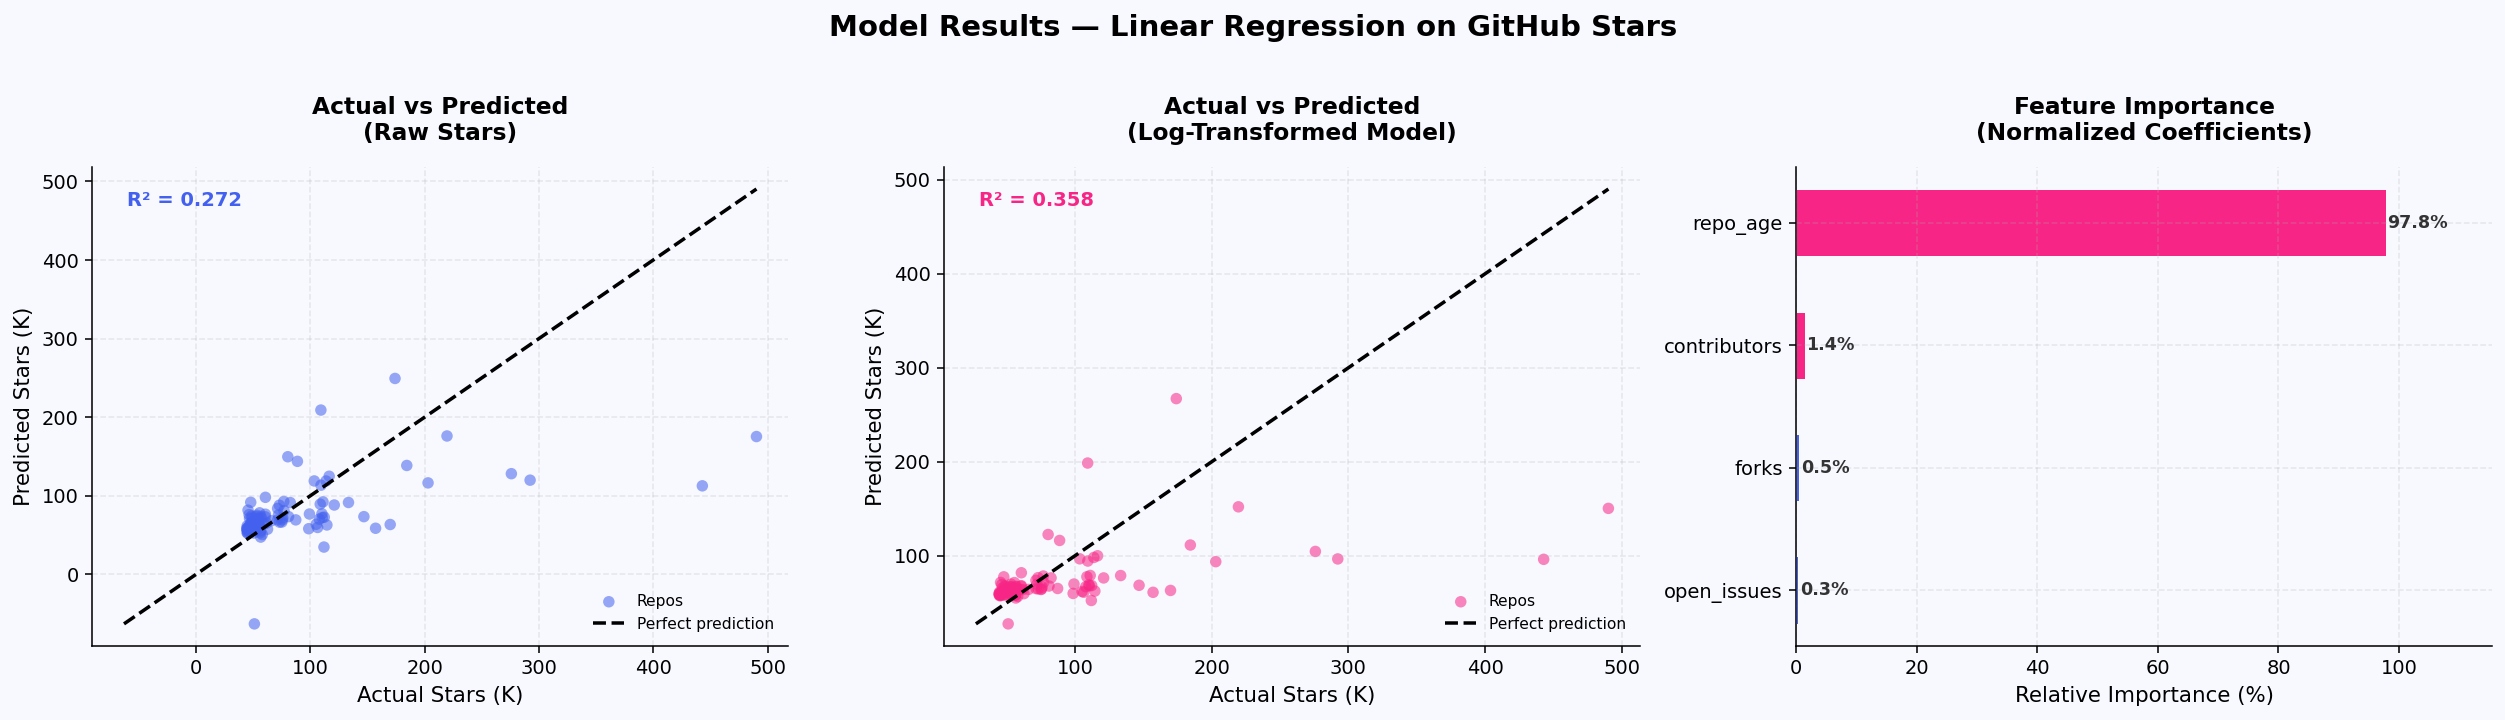 Model Results — Linear Regression on GitHub Stars
Actual vs Predicted
(Raw Stars)
R² = 0.272
500
400
300
200
100
0
Predicted Stars (K)
0 100 200 300 400 500
Actual Stars (K)
Repos
Perfect prediction
Actual vs Predicted
(Log-Transformed Model)
R² = 0.358
500
400
300
200
100
Predicted Stars (K)
100 200 300 400 500
Actual Stars (K)
Repos
Perfect prediction
Feature Importance
(Normalized Coefficients)
repo_age 97.8%
contributors 1.4%
forks 0.5%
open_issues 0.3%
0 20 40 60 80 100
Relative Importance (%)